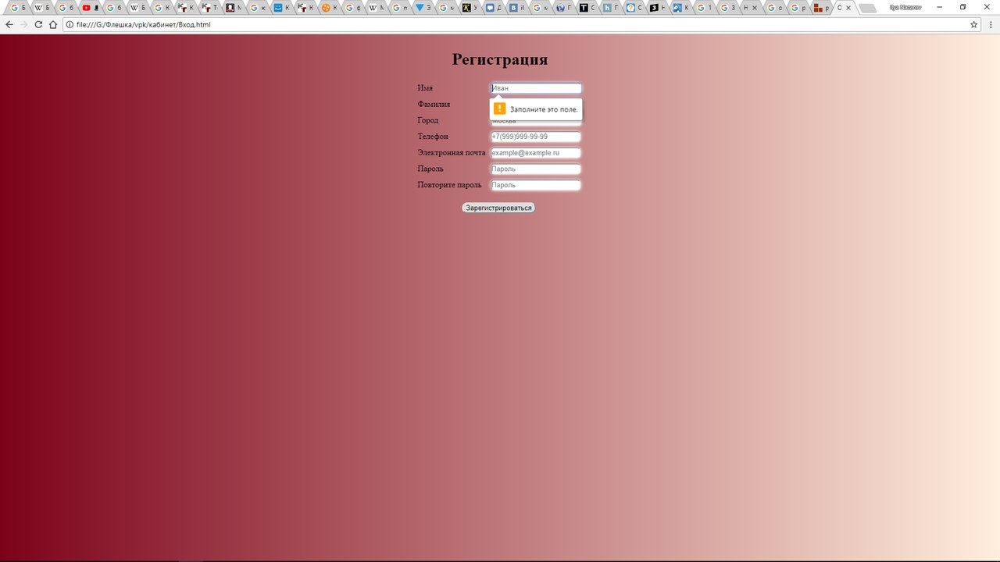 Ilya Nazarov
file:///G:/Флешка/vpk/кабинет/Вход.html
Регистрация
Имя Иван
Фамилия
Заполните это поле.
Город Москва
Телефон +7(999)999-99-99
Электронная почта example@example.ru
Пароль Пароль
Повторите пароль Пароль
Зарегистрироваться